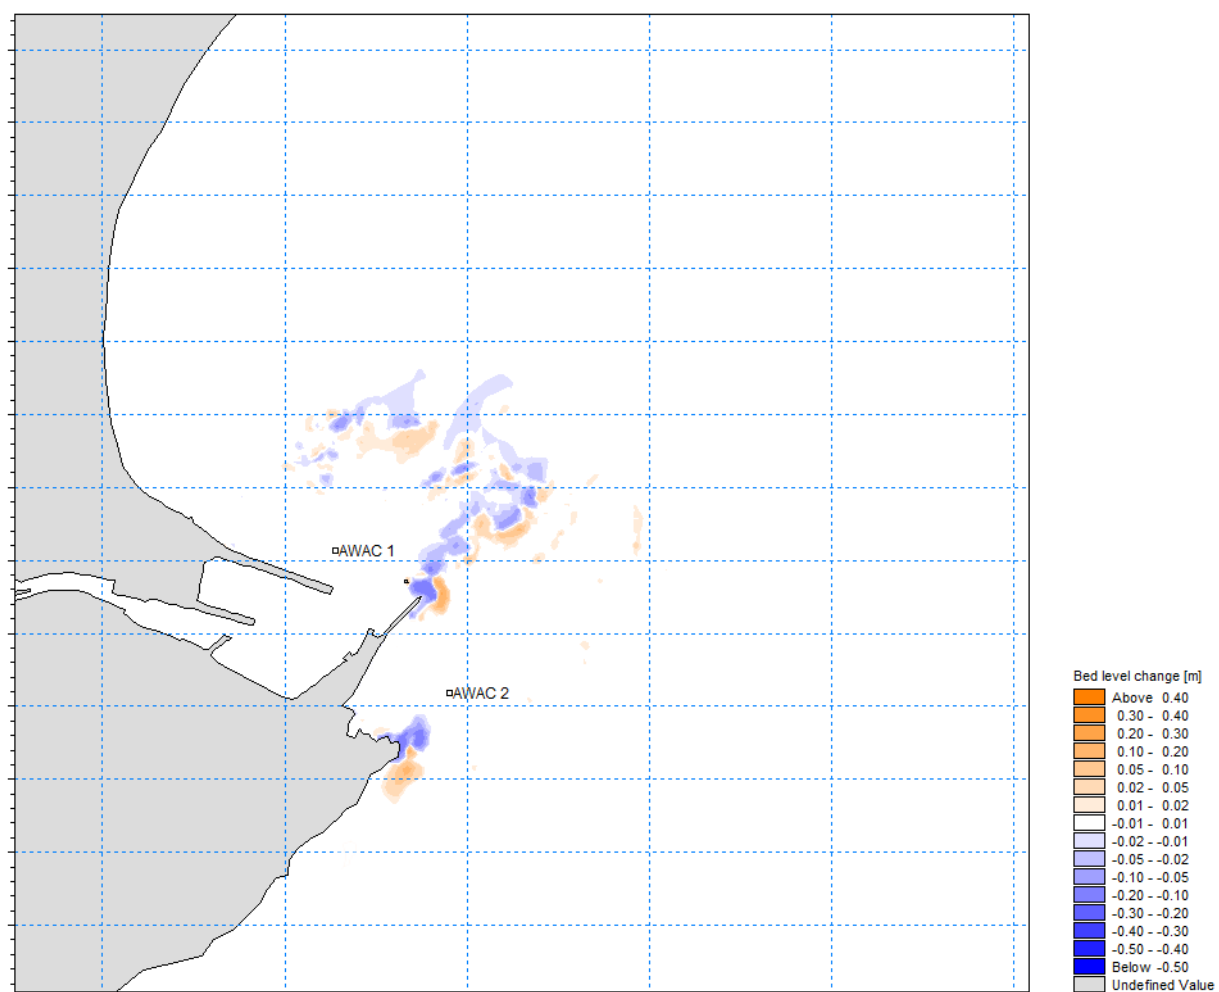 AWAC 1
AWAC 2
Bed level change [m]
Above 0.40
0.30 - 0.40
0.20 - 0.30
0.10 - 0.20
0.05 - 0.10
0.02 - 0.05
0.01 - 0.02
-0.01 - 0.01
-0.02 - -0.01
-0.05 - -0.02
-0.10 - -0.05
-0.20 - -0.10
-0.30 - -0.20
-0.40 - -0.30
-0.50 - -0.40
Below -0.50
Undefined Value